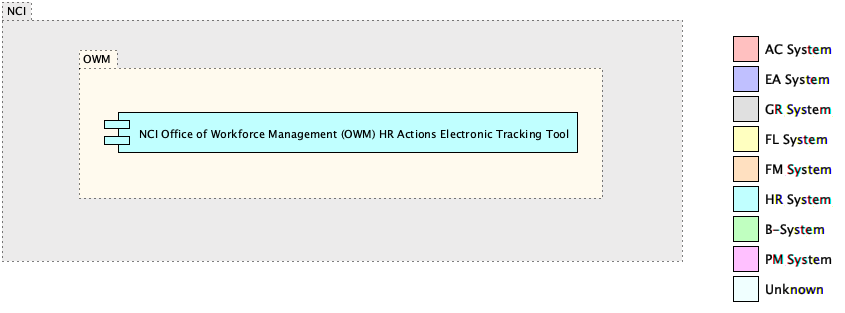 NCI
OWM
NCI Office of Workforce Management (OWM) HR Actions Electronic Tracking Tool
AC System
EA System
GR System
FL System
FM System
HR System
B-System
PM System
Unknown